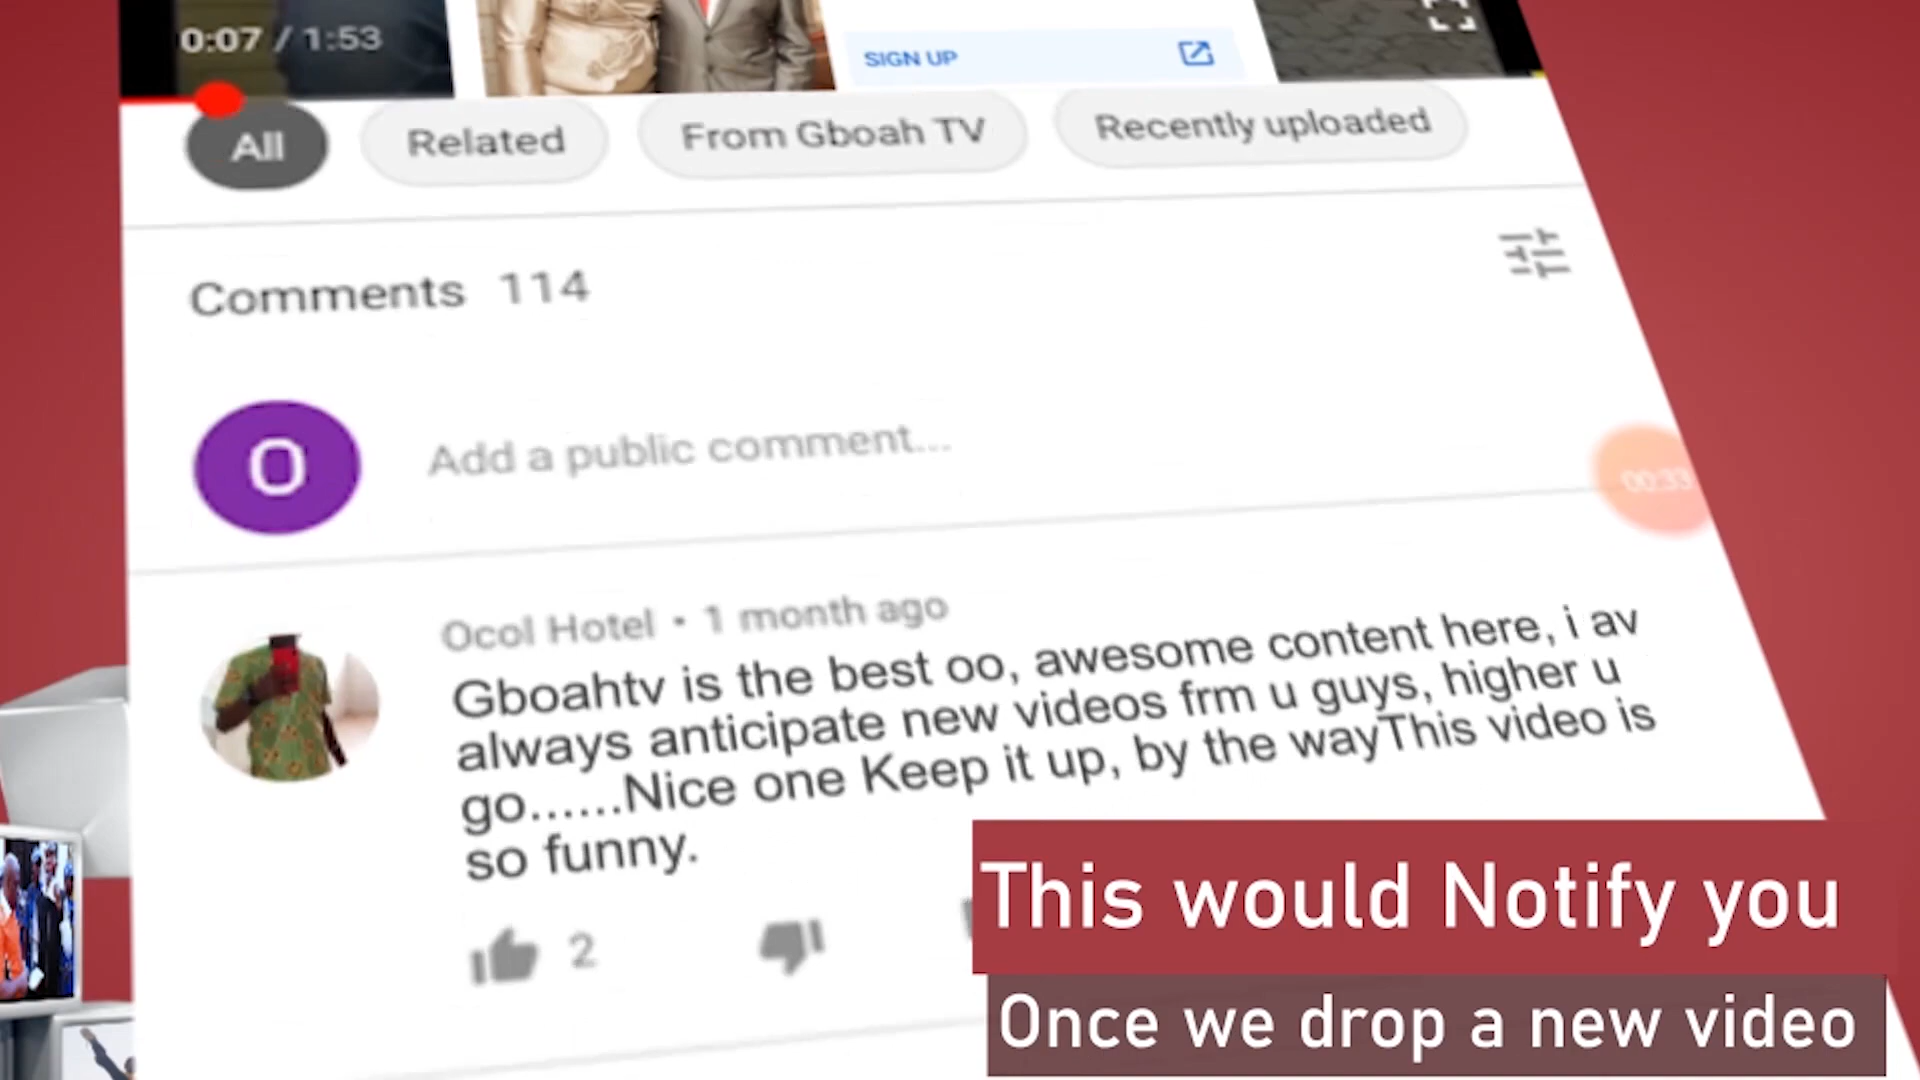 0:07 / 1:53
SIGN UP
All
Related
From Gboah TV
Recently uploaded
Comments 114
O
Add a public comment...
00:33
Ocol Hotel • 1 month ago
Gboahtv is the best oo, awesome content here, i av
always anticipate new videos frm u guys, higher u
go......Nice one Keep it up, by the wayThis video is
so funny.
2
This would Notify you
Once we drop a new video